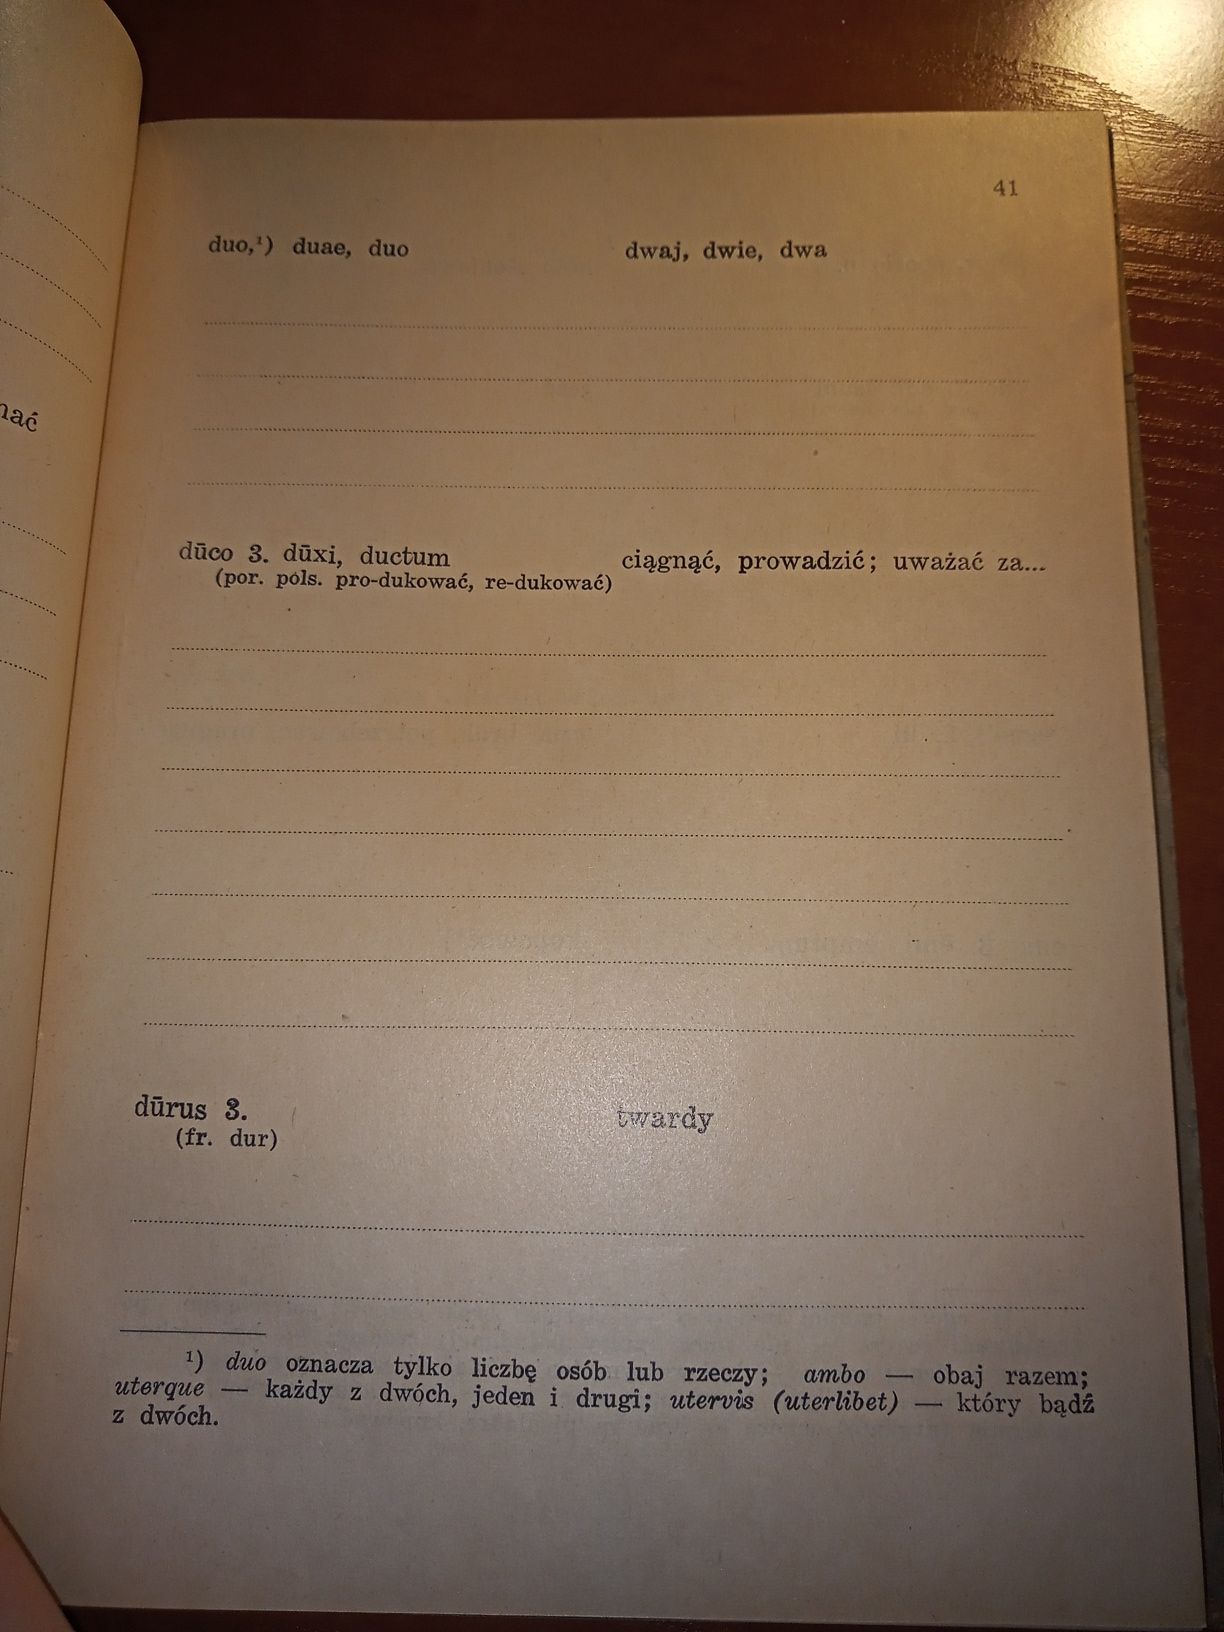 41
duo,¹) duae, duo dwaj, dwie, dwa
dūco 3. dūxi, ductum ciągnąć, prowadzić; uważać za...
(por. pols. pro-dukować, re-dukować)
dūrus 3. twardy
(fr. dur)
¹) duo oznacza tylko liczbę osób lub rzeczy; ambo — obaj razem;
uterque — każdy z dwóch, jeden i drugi; utervis (uterlibet) — który bądź
z dwóch.